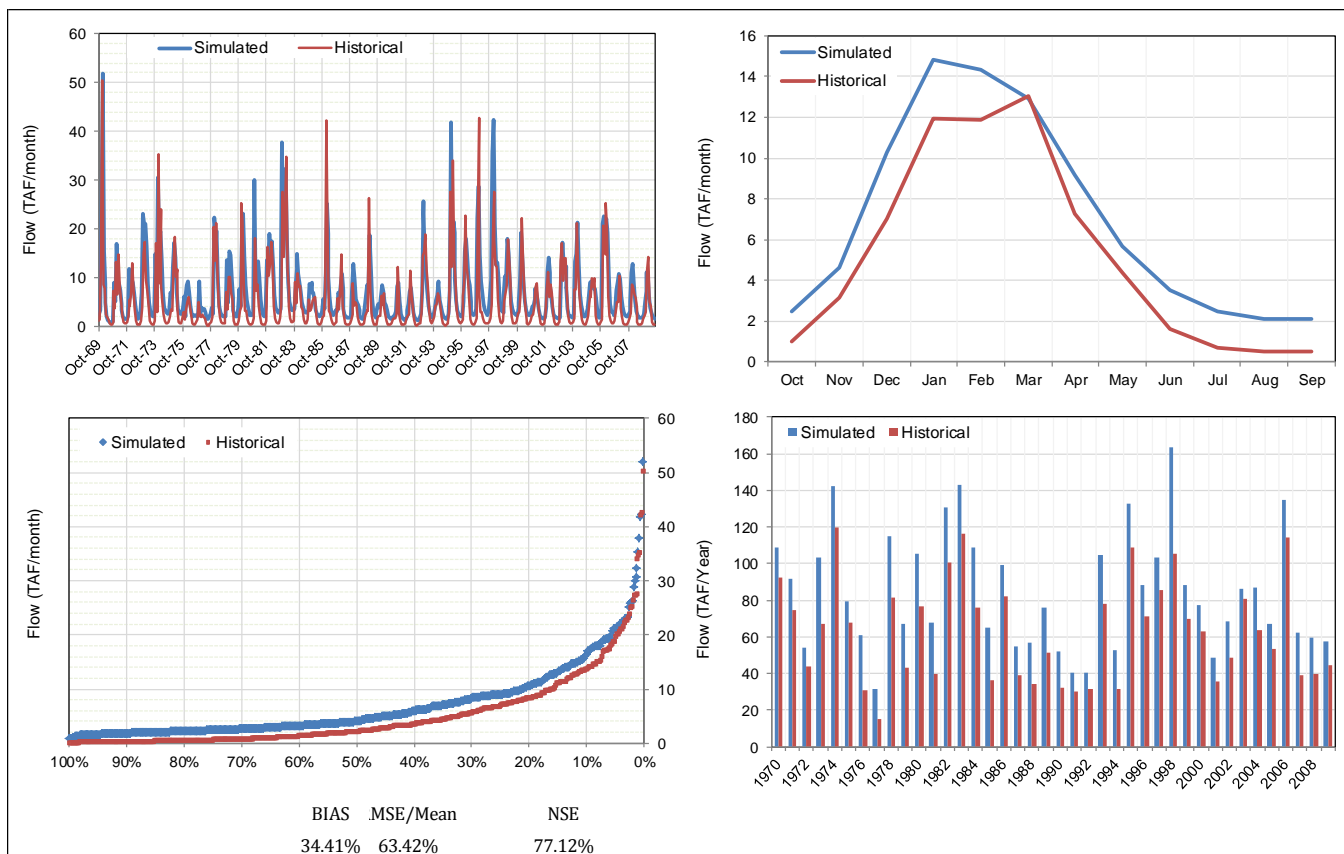 60
50
40
30
20
10
0
Flow (TAF/month)
Simulated
Historical
Oct-69
Oct-71
Oct-73
Oct-75
Oct-77
Oct-79
Oct-81
Oct-83
Oct-85
Oct-87
Oct-89
Oct-91
Oct-93
Oct-95
Oct-97
Oct-99
Oct-01
Oct-03
Oct-05
Oct-07
16
14
12
10
8
6
4
2
0
Flow (TAF/month)
Simulated
Historical
Oct Nov Dec Jan Feb Mar Apr May Jun Jul Aug Sep
Flow (TAF/month)
Simulated Historical
60
50
40
30
20
10
0
100% 90% 80% 70% 60% 50% 40% 30% 20% 10% 0%
180
160
140
120
100
80
60
40
20
0
Flow (TAF/Year)
Simulated Historical
1970
1972
1974
1976
1978
1980
1982
1984
1986
1988
1990
1992
1994
1996
1998
2000
2002
2004
2006
2008
BIAS MSE/Mean NSE
34.41% 63.42% 77.12%